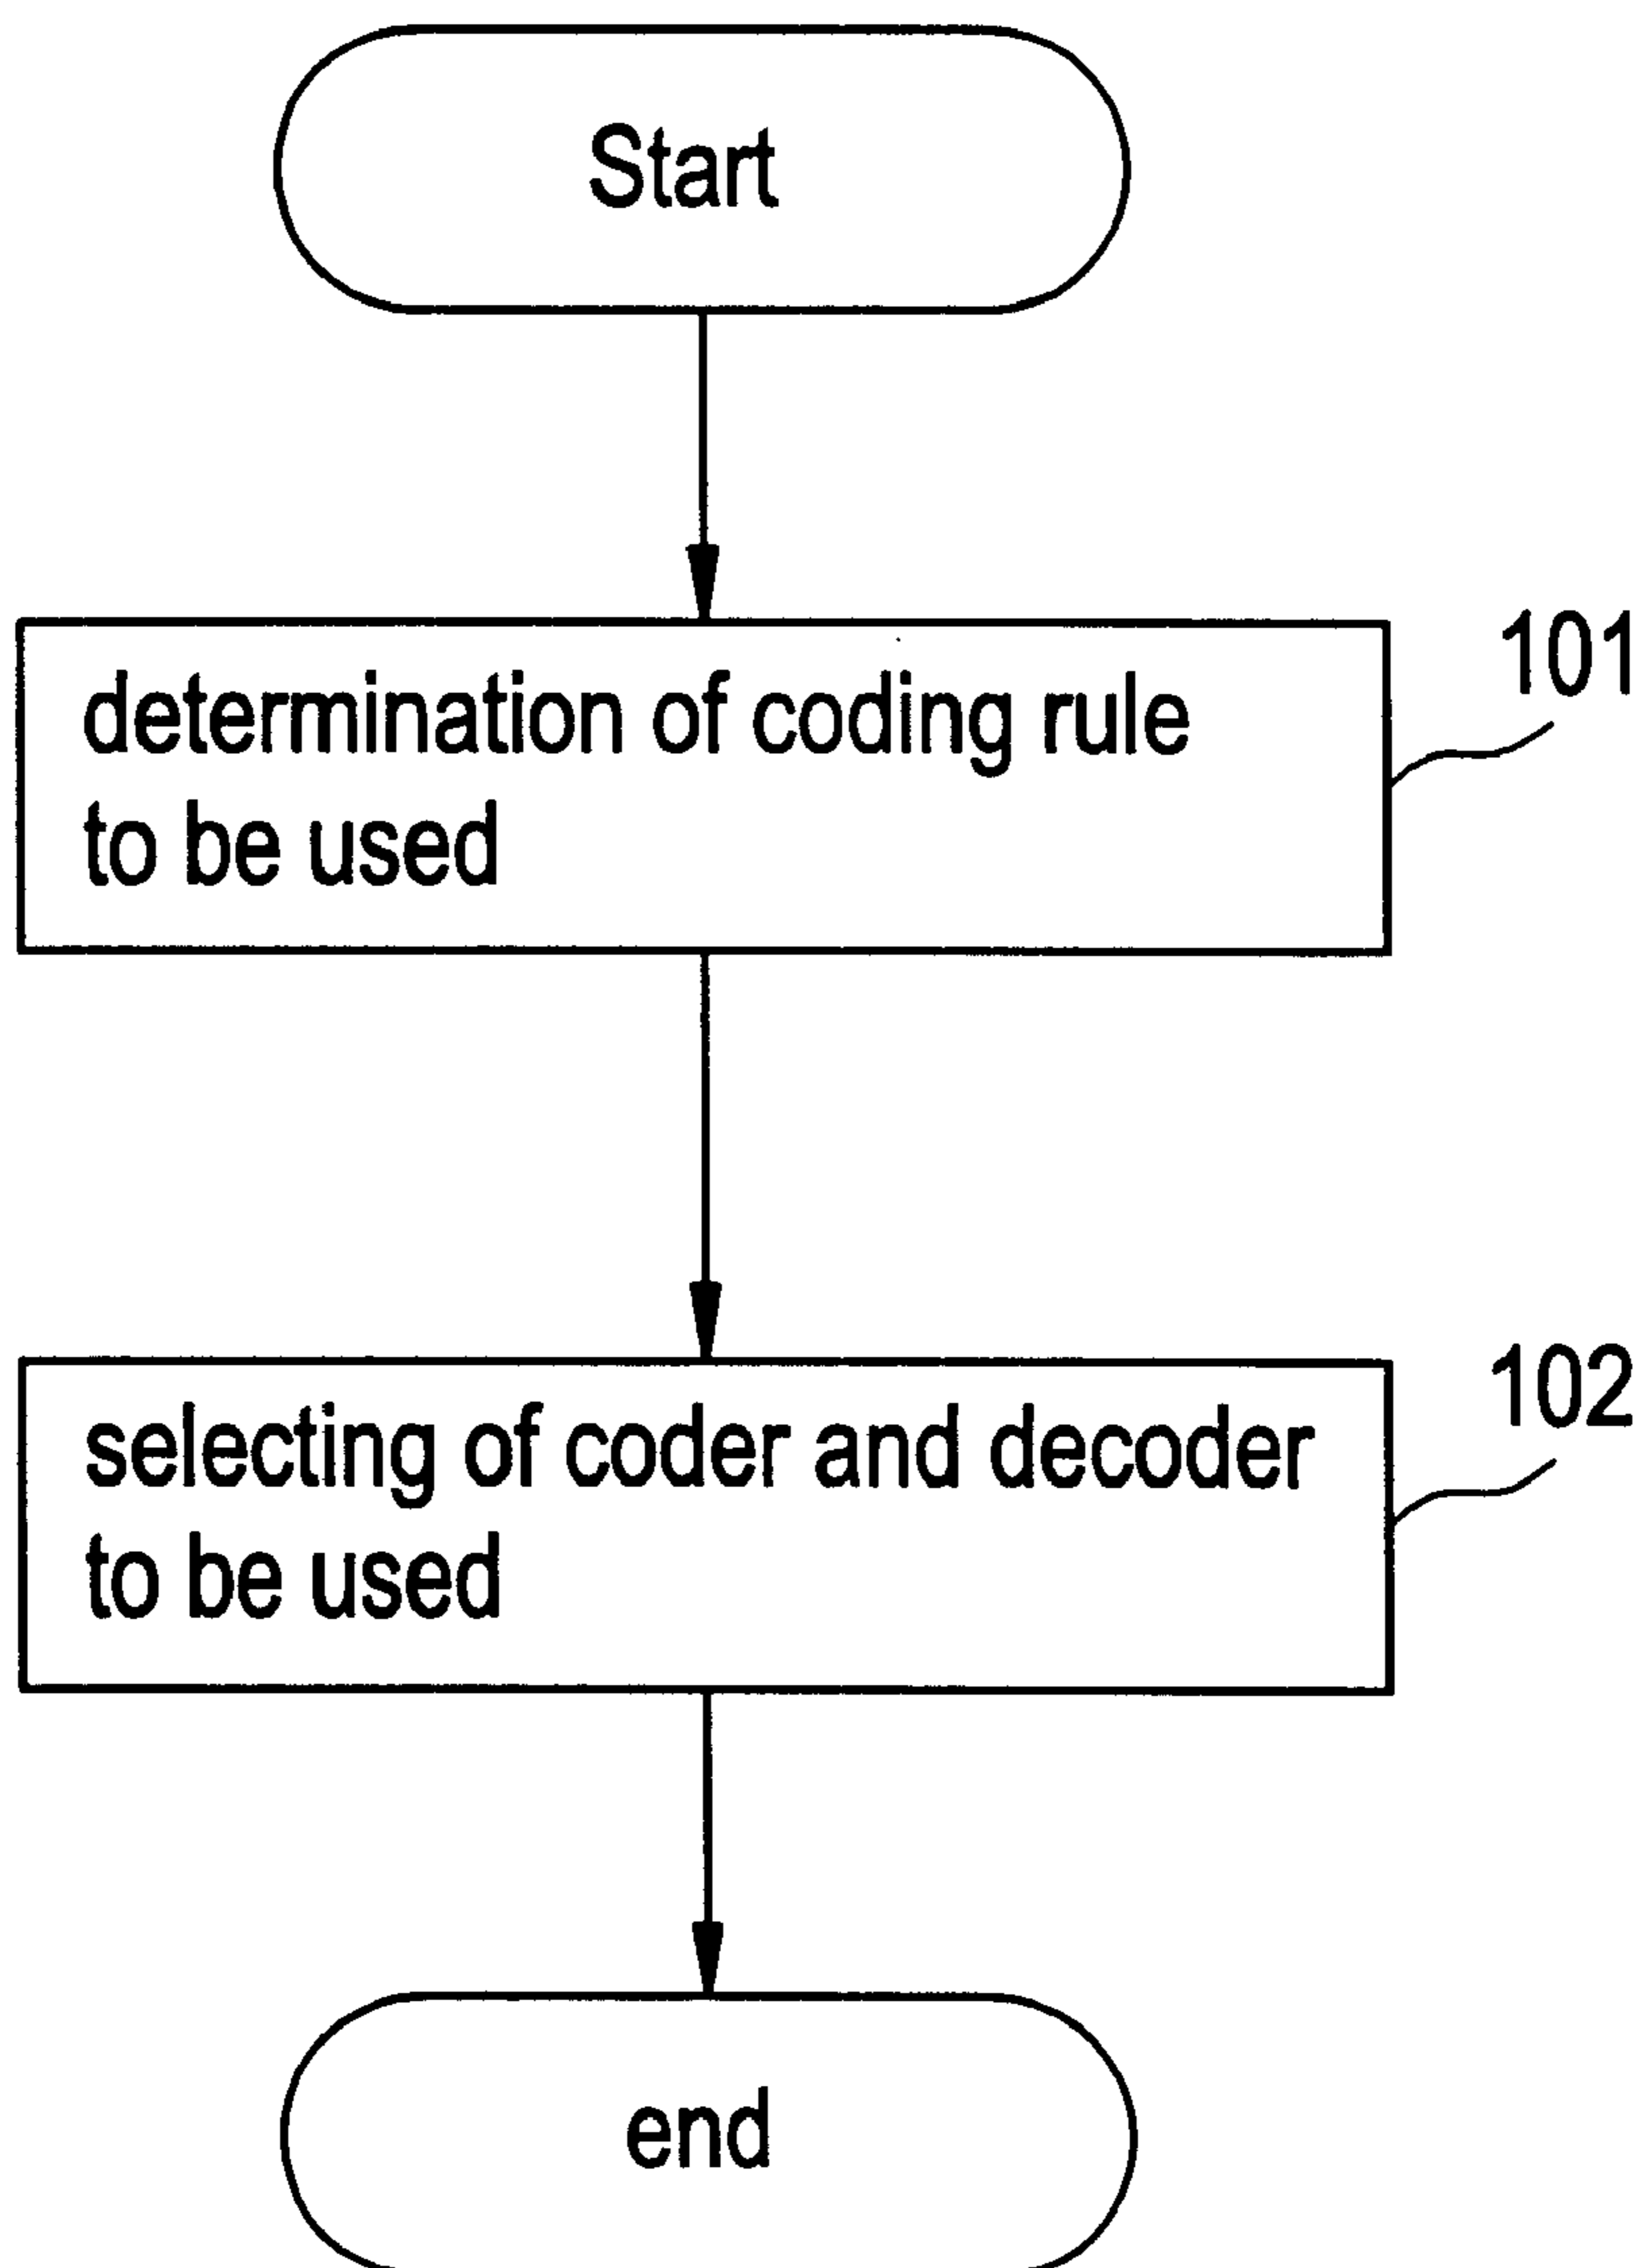 Start
101
determination of coding rule
to be used
102
selecting of coder and decoder
to be used
end